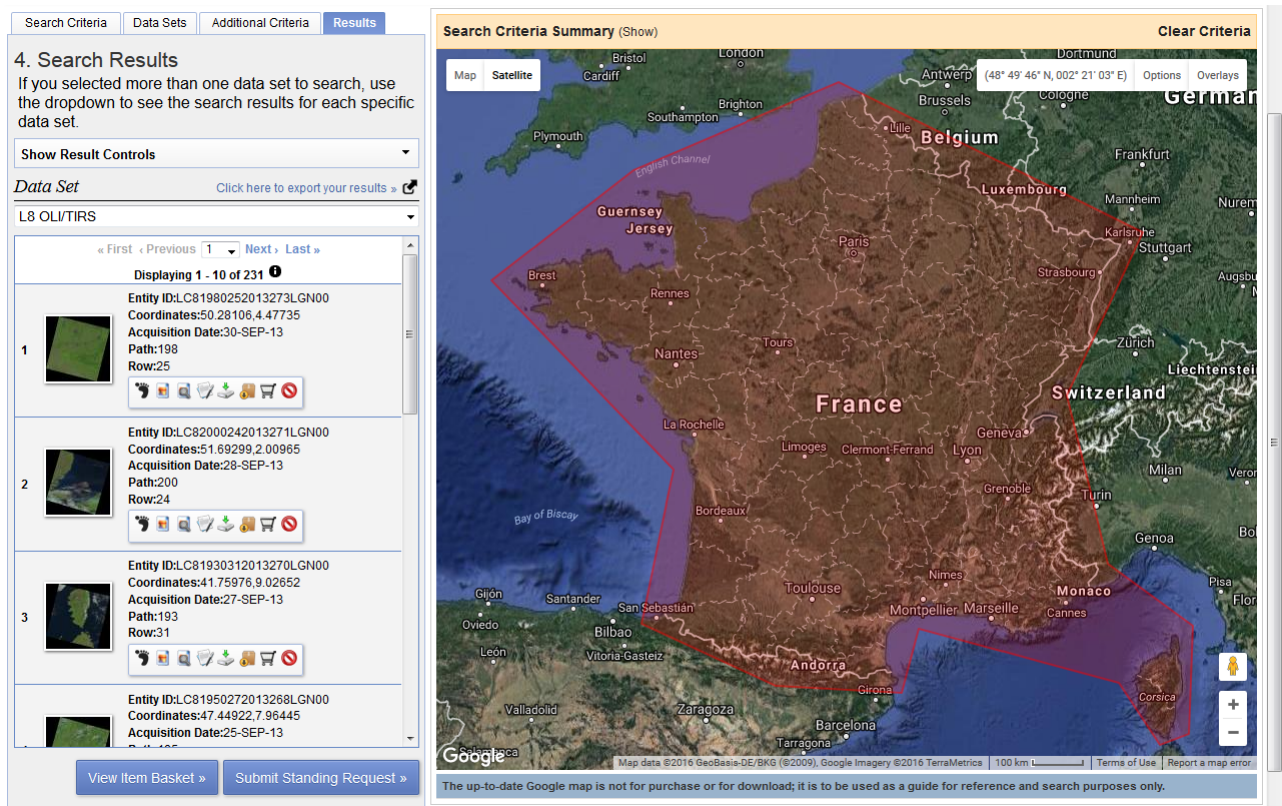 Search Criteria
Data Sets
Additional Criteria
Results
4. Search Results
If you selected more than one data set to search, use
the dropdown to see the search results for each specific
data set.
Show Result Controls
Data Set
Click here to export your results »
L8 OLI/TIRS
« First ‹ Previous 1 Next › Last »
Displaying 1 - 10 of 231
1
Entity ID:LC81980252013273LGN00
Coordinates:50.28106,4.47735
Acquisition Date:30-SEP-13
Path:198
Row:25
2
Entity ID:LC82000242013271LGN00
Coordinates:51.69299,2.00965
Acquisition Date:28-SEP-13
Path:200
Row:24
3
Entity ID:LC81930312013270LGN00
Coordinates:41.75976,9.02652
Acquisition Date:27-SEP-13
Path:193
Row:31
Entity ID:LC81950272013268LGN00
Coordinates:47.44922,7.96445
Acquisition Date:25-SEP-13
View Item Basket »
Submit Standing Request »
Search Criteria Summary (Show)
Clear Criteria
Map
Satellite
(48° 49' 46" N, 002° 21' 03" E)
Options
Overlays
Bristol
London
Dortmund
Cardiff
Antwerp
Cologne
German
Brussels
Brighton
Southampton
Plymouth
Lille
Belgium
English Channel
Frankfurt
Luxembourg
Mannheim
Nurem
Guernsey
Jersey
Karlsruhe
Paris
Stuttgart
Brest
Strasbourg
Augsbu
Rennes
Tours
Zürich
Nantes
Liechtenstei
Switzerland
France
La Rochelle
Geneva
Limoges
Clermont-Ferrand
Lyon
Milan
Veror
Grenoble
Turin
Bordeaux
Bay of Biscay
Genoa
Bol
Nimes
Pisa
Toulouse
Monaco
Gijón
Santander
San Sebastián
Montpellier
Marseille
Cannes
Flor
Oviedo
Bilbao
León
Vitoria-Gasteiz
Andorra
Girona
Corsica
Valladolid
Zaragoza
Barcelona
Tarragona
Salamanca
Google
Map data ©2016 GeoBasis-DE/BKG (©2009), Google Imagery ©2016 TerraMetrics
100 km
Terms of Use
Report a map error
The up-to-date Google map is not for purchase or for download; it is to be used as a guide for reference and search purposes only.